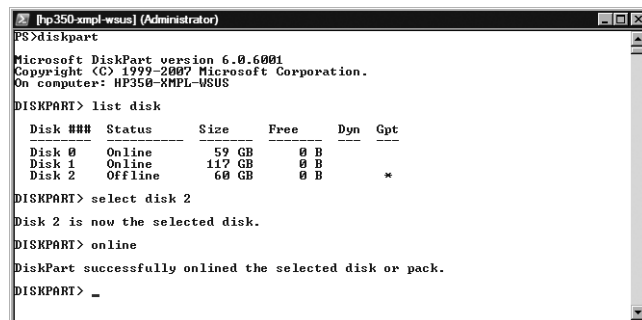 [hp350-xmpl-wsus] (Administrator)
PS>diskpart
Microsoft DiskPart version 6.0.6001
Copyright (C) 1999-2007 Microsoft Corporation.
On computer: HP350-XMPL-WSUS
DISKPART> list disk
Disk ### Status Size Free Dyn Gpt
-------- ---------- ------- ------- --- ---
Disk 0 Online 59 GB 0 B
Disk 1 Online 117 GB 0 B
Disk 2 Offline 60 GB 0 B *
DISKPART> select disk 2
Disk 2 is now the selected disk.
DISKPART> online
DiskPart successfully onlined the selected disk or pack.
DISKPART> _